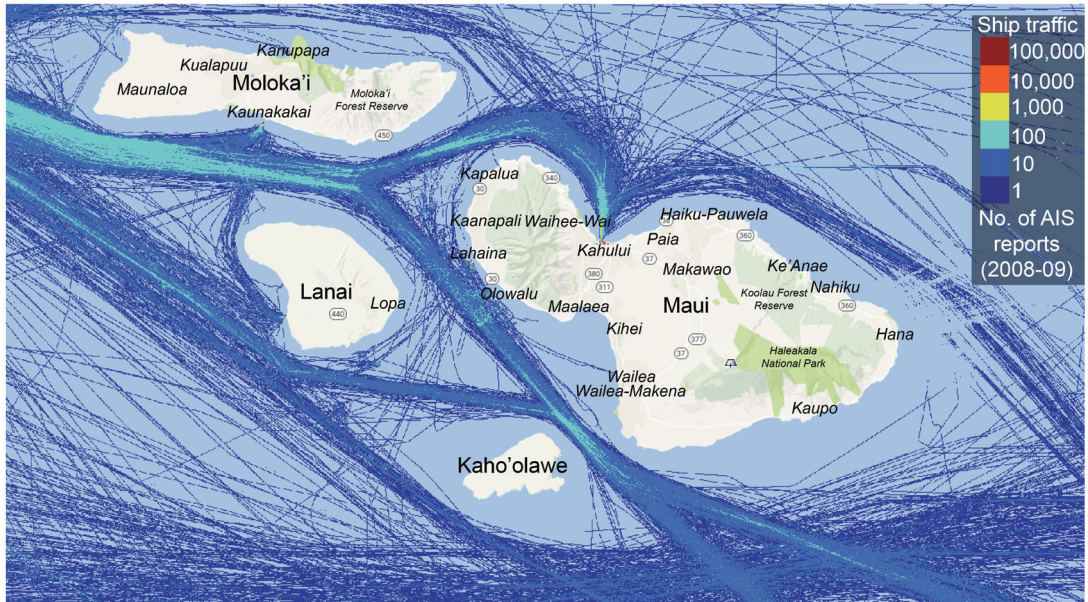 Ship traffic
100,000
10,000
1,000
100
10
1
No. of AIS
reports
(2008-09)
Kanupapa
Kualapuu
Moloka'i
Maunaloa
Moloka'i
Forest Reserve
Kaunakakai
450
Kapalua
340
30
Kaanapali
Waihee-Wai
Haiku-Pauwela
36
360
Lahaina
Kahului
Paia
37
Makawao
Ke'Anae
30
380
311
Olowalu
Maalaea
Lanai
Lopa
440
Maui
Koolau Forest
Reserve
Nahiku
360
Kihei
Hana
377
37
Haleakala
National Park
Wailea
Wailea-Makena
Kaupo
Kaho'olawe